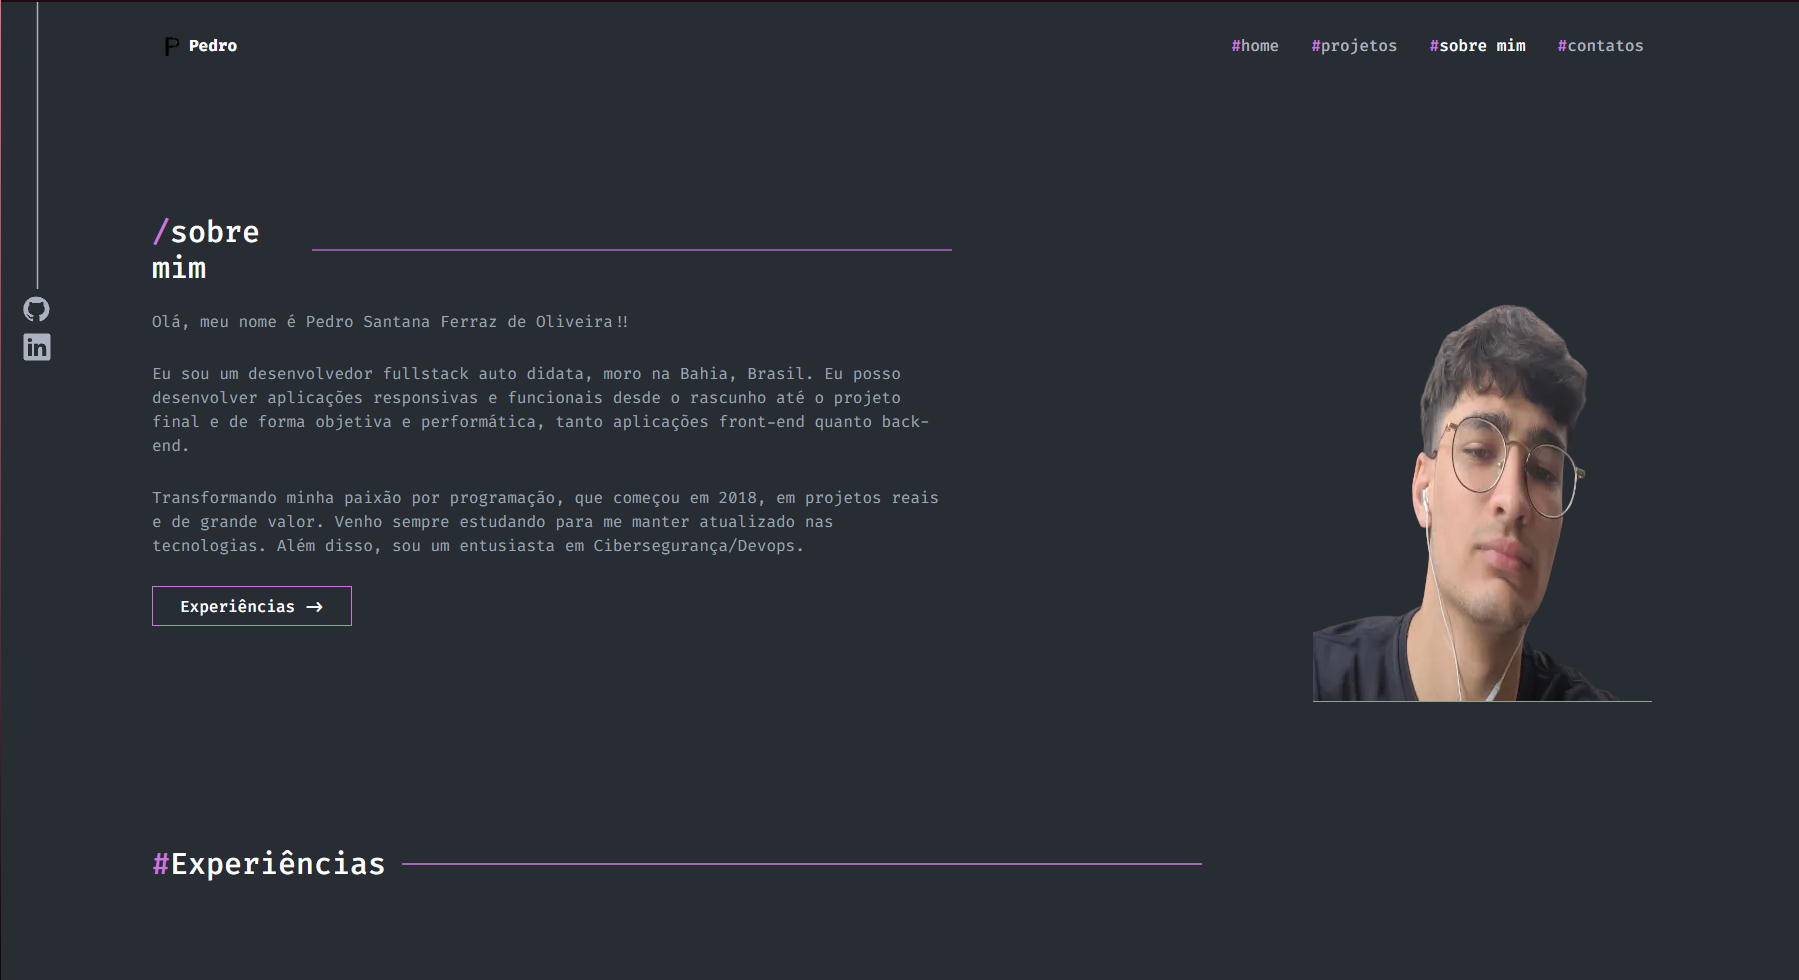 Pedro
#home #projetos #sobre mim #contatos
/sobre
mim
Olá, meu nome é Pedro Santana Ferraz de Oliveira!!
Eu sou um desenvolvedor fullstack auto didata, moro na Bahia, Brasil. Eu posso
desenvolver aplicações responsivas e funcionais desde o rascunho até o projeto
final e de forma objetiva e performática, tanto aplicações front-end quanto back-
end.
Transformando minha paixão por programação, que começou em 2018, em projetos reais
e de grande valor. Venho sempre estudando para me manter atualizado nas
tecnologias. Além disso, sou um entusiasta em Cibersegurança/Devops.
Experiências →
#Experiências